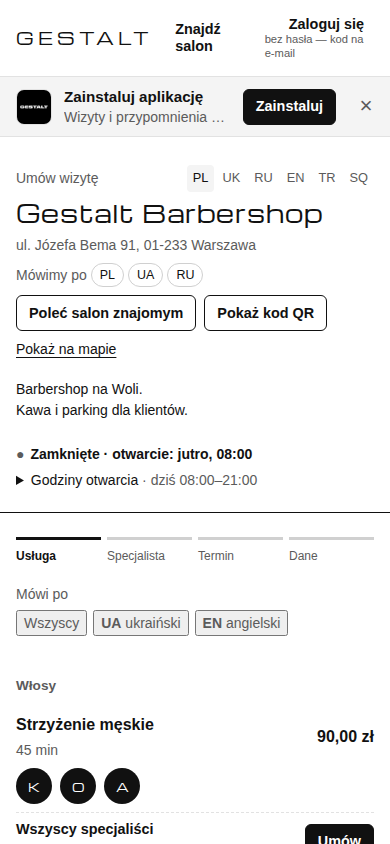 GESTALT
Znajdź salon
Zaloguj się
bez hasła — kod na e-mail
GESTALT
Zainstaluj aplikację
Wizyty i przypomnienia …
Zainstaluj
×
Umów wizytę
PL UK RU EN TR SQ
Gestalt Barbershop
ul. Józefa Bema 91, 01-233 Warszawa
Mówimy po PL UA RU
Poleć salon znajomym
Pokaż kod QR
Pokaż na mapie
Barbershop na Woli.
Kawa i parking dla klientów.
● Zamknięte · otwarcie: jutro, 08:00
▶ Godziny otwarcia · dziś 08:00–21:00
Usługa
Specjalista
Termin
Dane
Mówi po
Wszyscy
UA ukraiński
EN angielski
Włosy
Strzyżenie męskie
45 min
90,00 zł
K O A
Wszyscy specjaliści
Umów